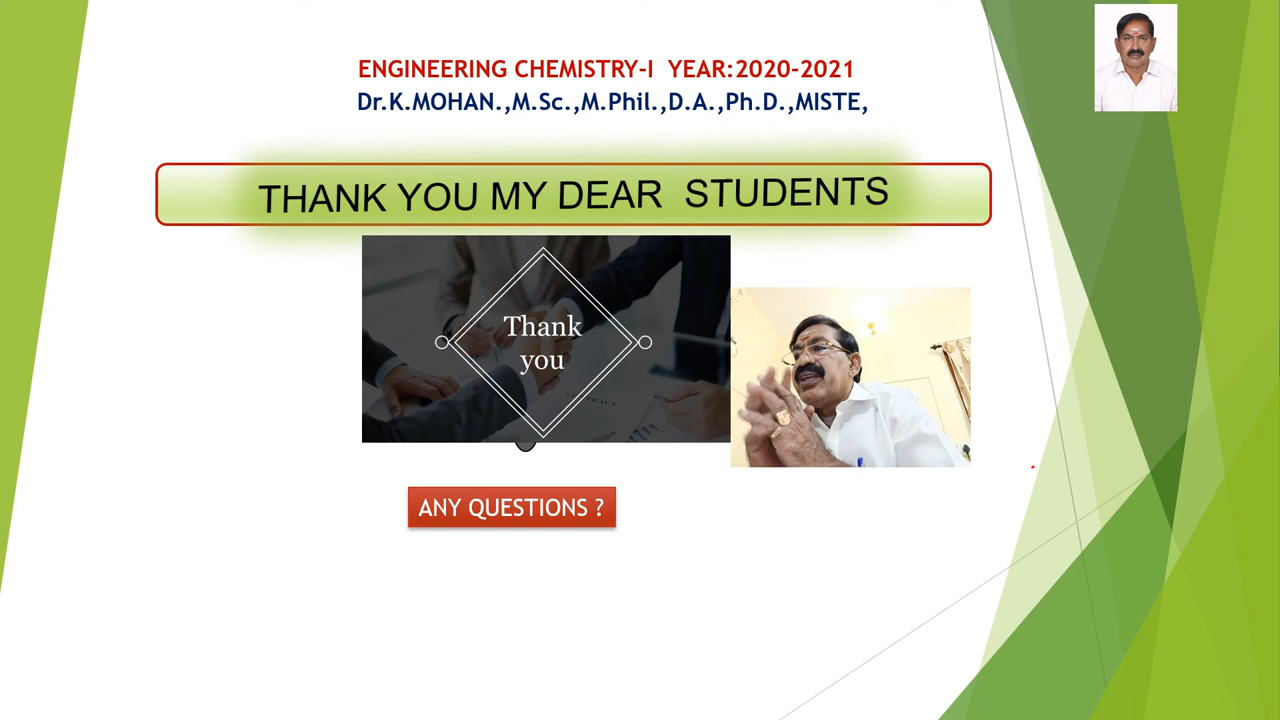 ENGINEERING CHEMISTRY-I YEAR:2020-2021
Dr.K.MOHAN.,M.Sc.,M.Phil.,D.A.,Ph.D.,MISTE,
THANK YOU MY DEAR STUDENTS
Thank
you
CONTRACT
ANY QUESTIONS ?